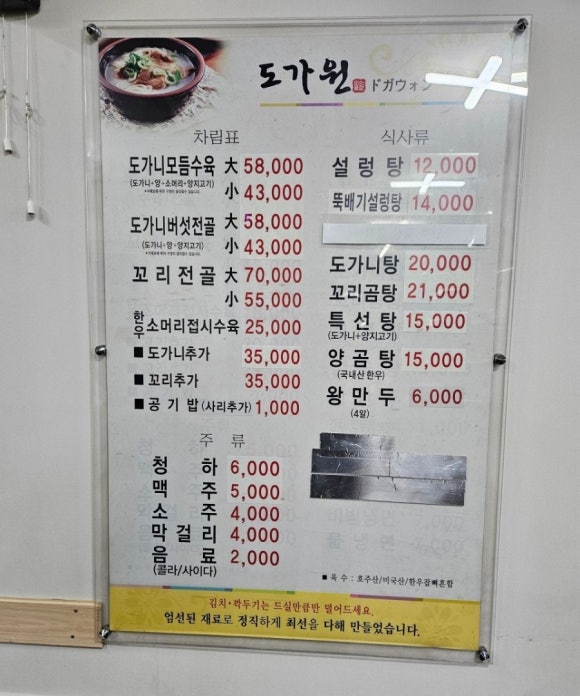 도가원 ドガウォン
차림표
도가니모듬수육 大 58,000
(도가니+양+소머리+양지고기)
小 43,000
도가니버섯전골 大 58,000
(도가니+양+양지고기)
小 43,000
꼬리전골 大 70,000
小 55,000
한우 소머리접시수육 25,000
■ 도가니추가 35,000
■ 꼬리추가 35,000
■ 공기밥 (사리추가) 1,000
식사류
설렁탕 12,000
뚝배기설렁탕 14,000
도가니탕 20,000
꼬리곰탕 21,000
특선탕 15,000
(도가니+양지고기)
양곰탕 15,000
(국내산한우)
왕만두 6,000
(4알)
주류
청하 6,000
맥주 5,000
소주 4,000
막걸리 4,000
음료 2,000
(콜라/사이다)
비빔냉면
물냉면
■ 육수 : 호주산/미국산/한우갈뼈혼합
김치·깍두기는 드실만큼만 덜어드세요.
엄선된 재료로 정직하게 최선을 다해 만들었습니다.